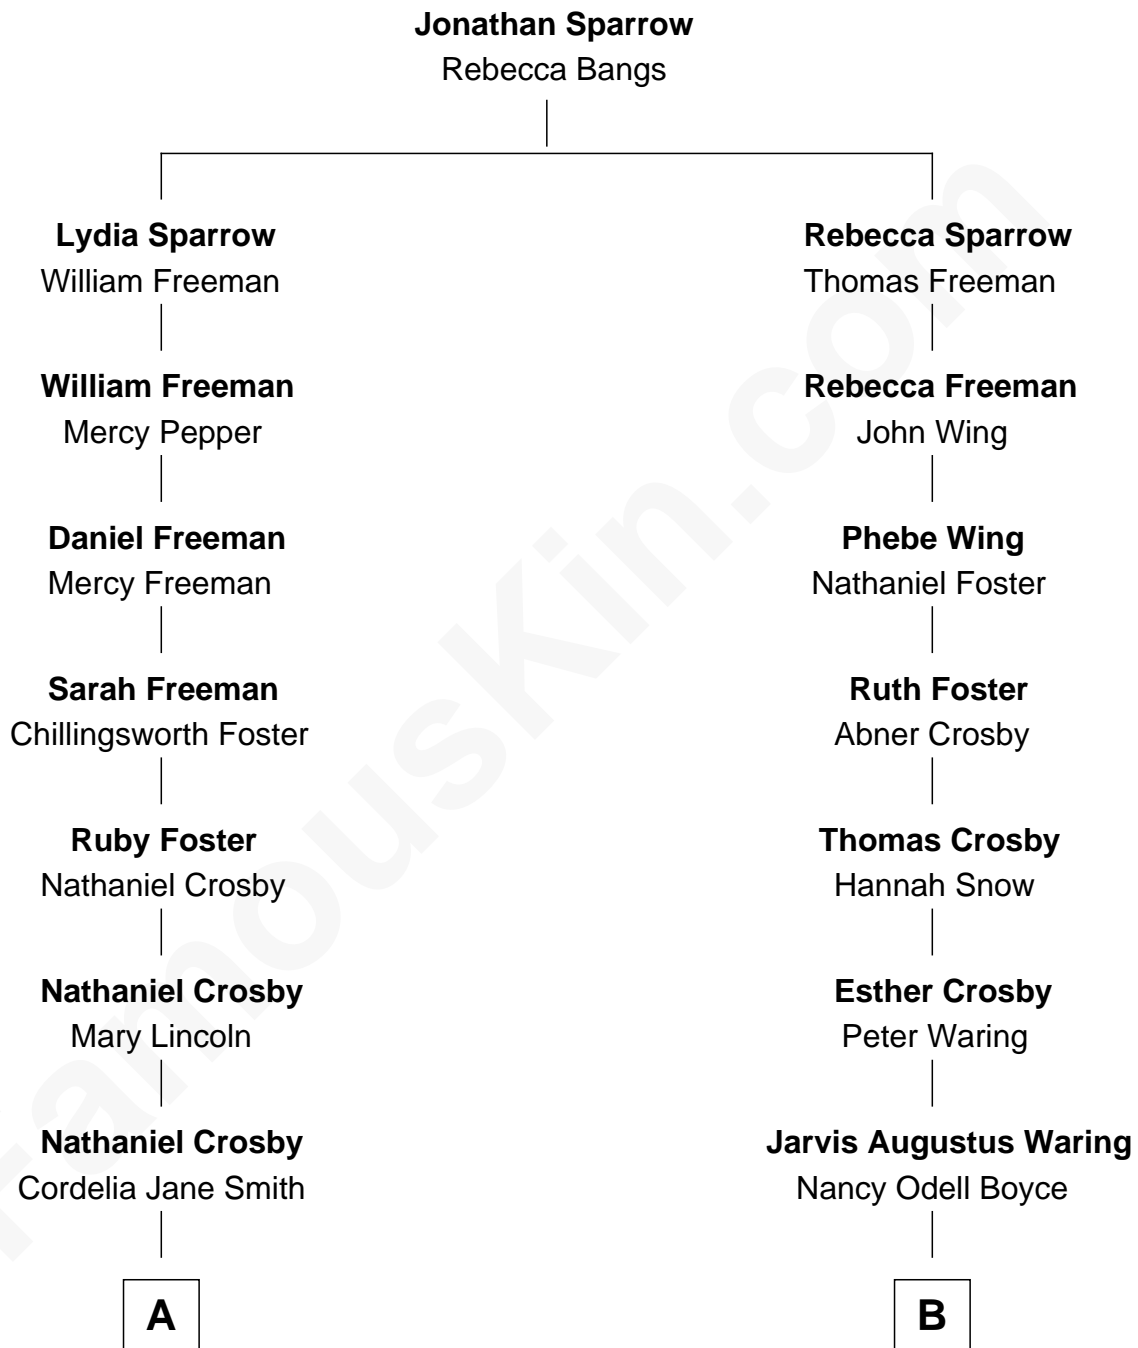 Jonathan Sparrow
Rebecca Bangs
Lydia Sparrow
William Freeman
Rebecca Sparrow
Thomas Freeman
William Freeman
Mercy Pepper
Rebecca Freeman
John Wing
Daniel Freeman
Mercy Freeman
Phebe Wing
Nathaniel Foster
Sarah Freeman
Chillingsworth Foster
Ruth Foster
Abner Crosby
Ruby Foster
Nathaniel Crosby
Thomas Crosby
Hannah Snow
Nathaniel Crosby
Mary Lincoln
Esther Crosby
Peter Waring
Nathaniel Crosby
Cordelia Jane Smith
Jarvis Augustus Waring
Nancy Odell Boyce
A
B
FamousKin.com